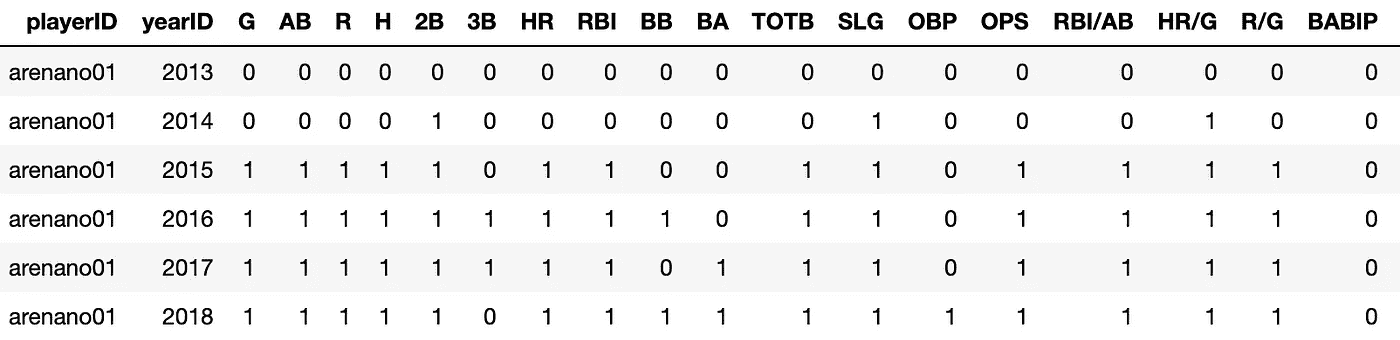 playerID yearID G AB R H 2B 3B HR RBI BB BA TOTB SLG OBP OPS RBI/AB HR/G R/G BABIP
arenano01 2013 0 0 0 0 0 0 0 0 0 0 0 0 0 0 0 0 0 0
arenano01 2014 0 0 0 0 1 0 0 0 0 0 0 1 0 0 0 1 0 0
arenano01 2015 1 1 1 1 1 0 1 1 0 0 1 1 0 1 1 1 1 0
arenano01 2016 1 1 1 1 1 1 1 1 1 0 1 1 0 1 1 1 1 0
arenano01 2017 1 1 1 1 1 1 1 1 0 1 1 1 0 1 1 1 1 0
arenano01 2018 1 1 1 1 1 0 1 1 1 1 1 1 1 1 1 1 1 0